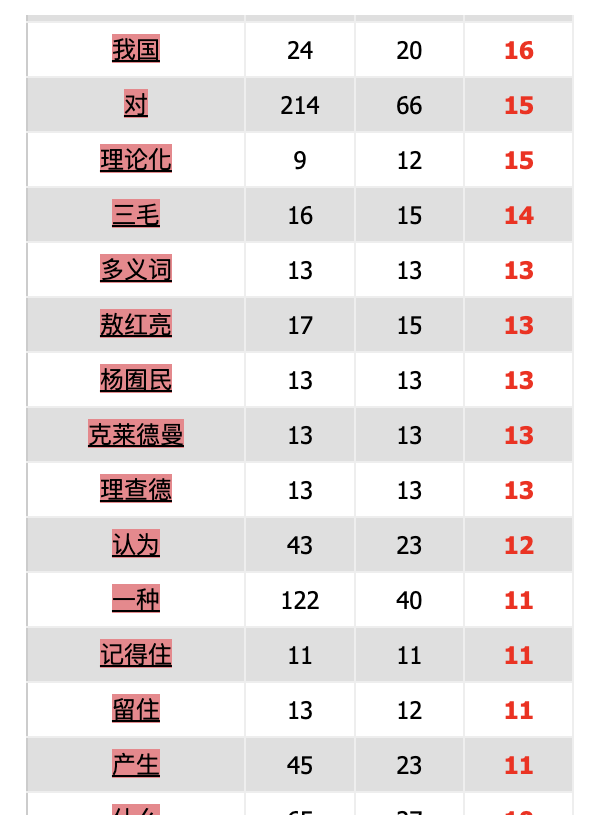 我国 24 20 16
对 214 66 15
理论化 9 12 15
三毛 16 15 14
多义词 13 13 13
敖红亮 17 15 13
杨囿民 13 13 13
克莱德曼 13 13 13
理查德 13 13 13
认为 43 23 12
一种 122 40 11
记得住 11 11 11
留住 13 12 11
产生 45 23 11